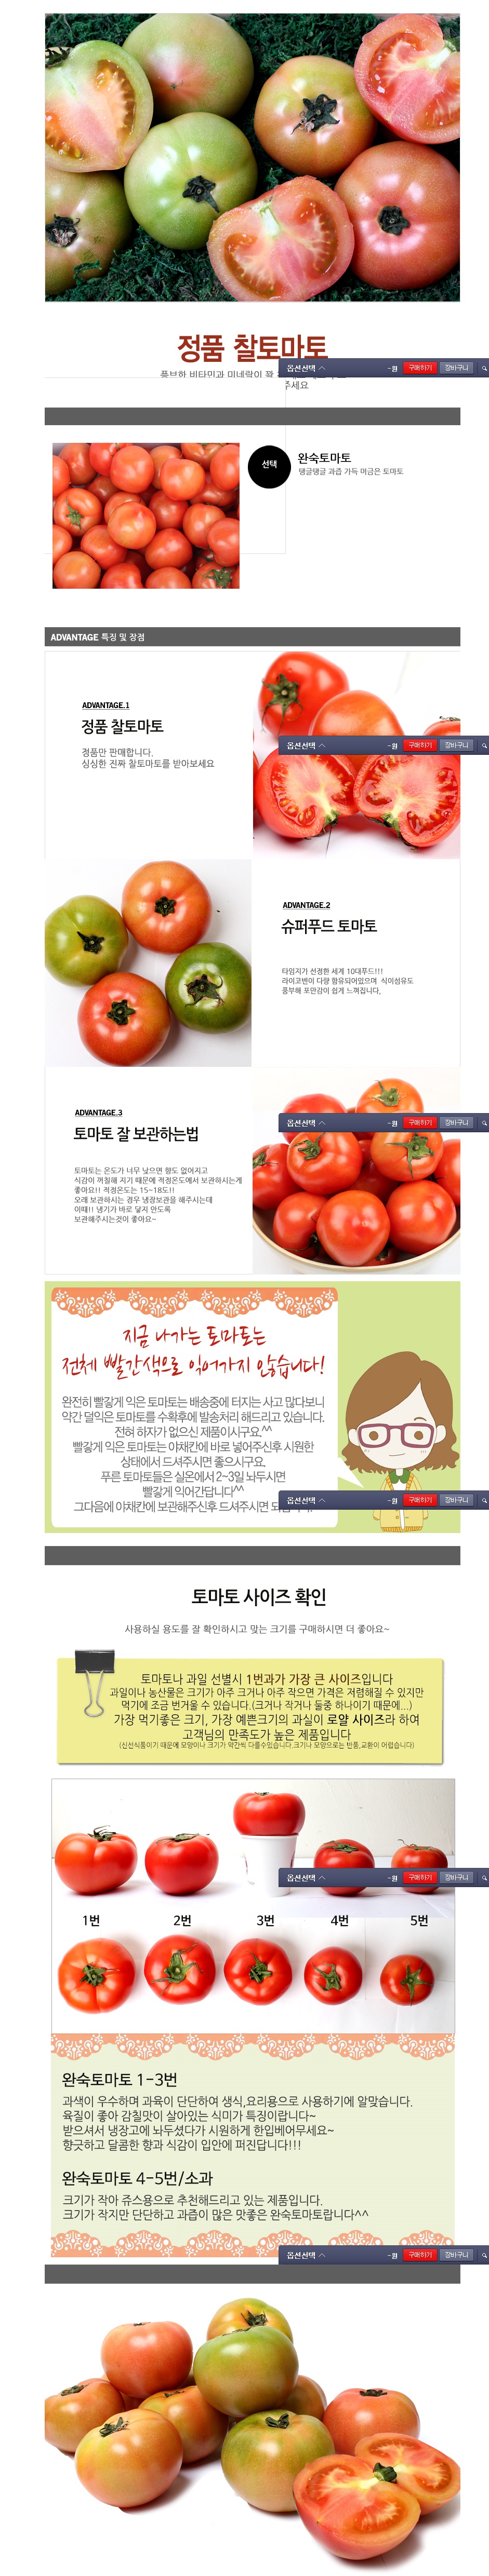 정품 찰토마토
풍부한 비타민과 미네랄이 꽉
주세요
옵션선택
-원
구매하기
장바구니
선택
완숙토마토
탱글탱글 과즙 가득 머금은 토마토
ADVANTAGE 특징 및 장점
ADVANTAGE.1
정품 찰토마토
정품만 판매합니다.
싱싱한 진짜 찰토마토를 받아보세요
옵션선택
-원
구매하기
장바구니
ADVANTAGE.2
슈퍼푸드 토마토
타임지가 선경한 세계 10대푸드!!!
라이코벤이 다량 함유되어있으며 식이섬유도
풍부해 포만감이 쉽게 느껴집니다.
ADVANTAGE.3
토마토 잘 보관하는법
옵션선택
-원
구매하기
장바구니
토마토는 온도가 너무 낮으면 향도 없어지고
식감이 꺼칠해 지기 때문에 적정온도에서 보관하시는게
좋아요!! 적정온도는 15~18도!!
오래 보관하시는 경우 냉장보관을 해주시는데
이때!! 냉기가 바로 닿지 안도록
보관해주시는것이 좋아요~
지금 나가는 토마토는
전체 빨간색으로 익어가지 않습니다!
완전히 빨갛게 익은 토마토는 배송중에 터지는 사고 많다보니
약간 덜익은 토마토를 수확후에 발송처리 해드리고 있습니다.
전혀 하자가 없으신 제품이시구요.^^
빨갛게 익은 토마토는 야채칸에 바로 넣어주신후 시원한
상태에서 드셔주시면 좋으시구요.
푸른 토마토들은 실온에서 2~3일 놔두시면
빨갛게 익어간답니다^^
그다음에 야채칸에 보관해주신후 드셔주시면
옵션선택
-원
구매하기
장바구니
토마토 사이즈 확인
사용하실 용도를 잘 확인하시고 맞는 크기를 구매하시면 더 좋아요~
토마토나 과일 선별시 1번과가 가장 큰 사이즈입니다
과일이나 농산물은 크기가 아주 크거나 아주 작으면 가격은 저렴해질 수 있지만
먹기에 조금 번거울 수 있습니다.(크거나 작거나 둘중 하나이기 때문에...)
가장 먹기좋은 크기, 가장 예쁜크기의 과실이 로얄 사이즈라 하여
고객님의 만족도가 높은 제품입니다
(신선식품이기 때문에 모양이나 크기가 약간씩 다를수있습니다.크기나 모양으로는 반품,교환이 어렵습니다)
옵션선택
-원
구매하기
장바구니
1번 2번 3번 4번 5번
완숙토마토 1-3번
과색이 우수하며 과육이 단단하여 생식,요리용으로 사용하기에 알맞습니다.
육질이 좋아 감칠맛이 살아있는 식미가 특징이랍니다~
받으셔서 냉장고에 놔두셨다가 시원하게 한입베어무세요~
향긋하고 달콤한 향과 식감이 입안에 퍼진답니다!!!
완숙토마토 4-5번/소과
크기가 작아 쥬스용으로 추천해드리고 있는 제품입니다.
크기가 작지만 단단하고 과즙이 많은 맛좋은 완숙토마토랍니다^^
옵션선택
-원
구매하기
장바구니